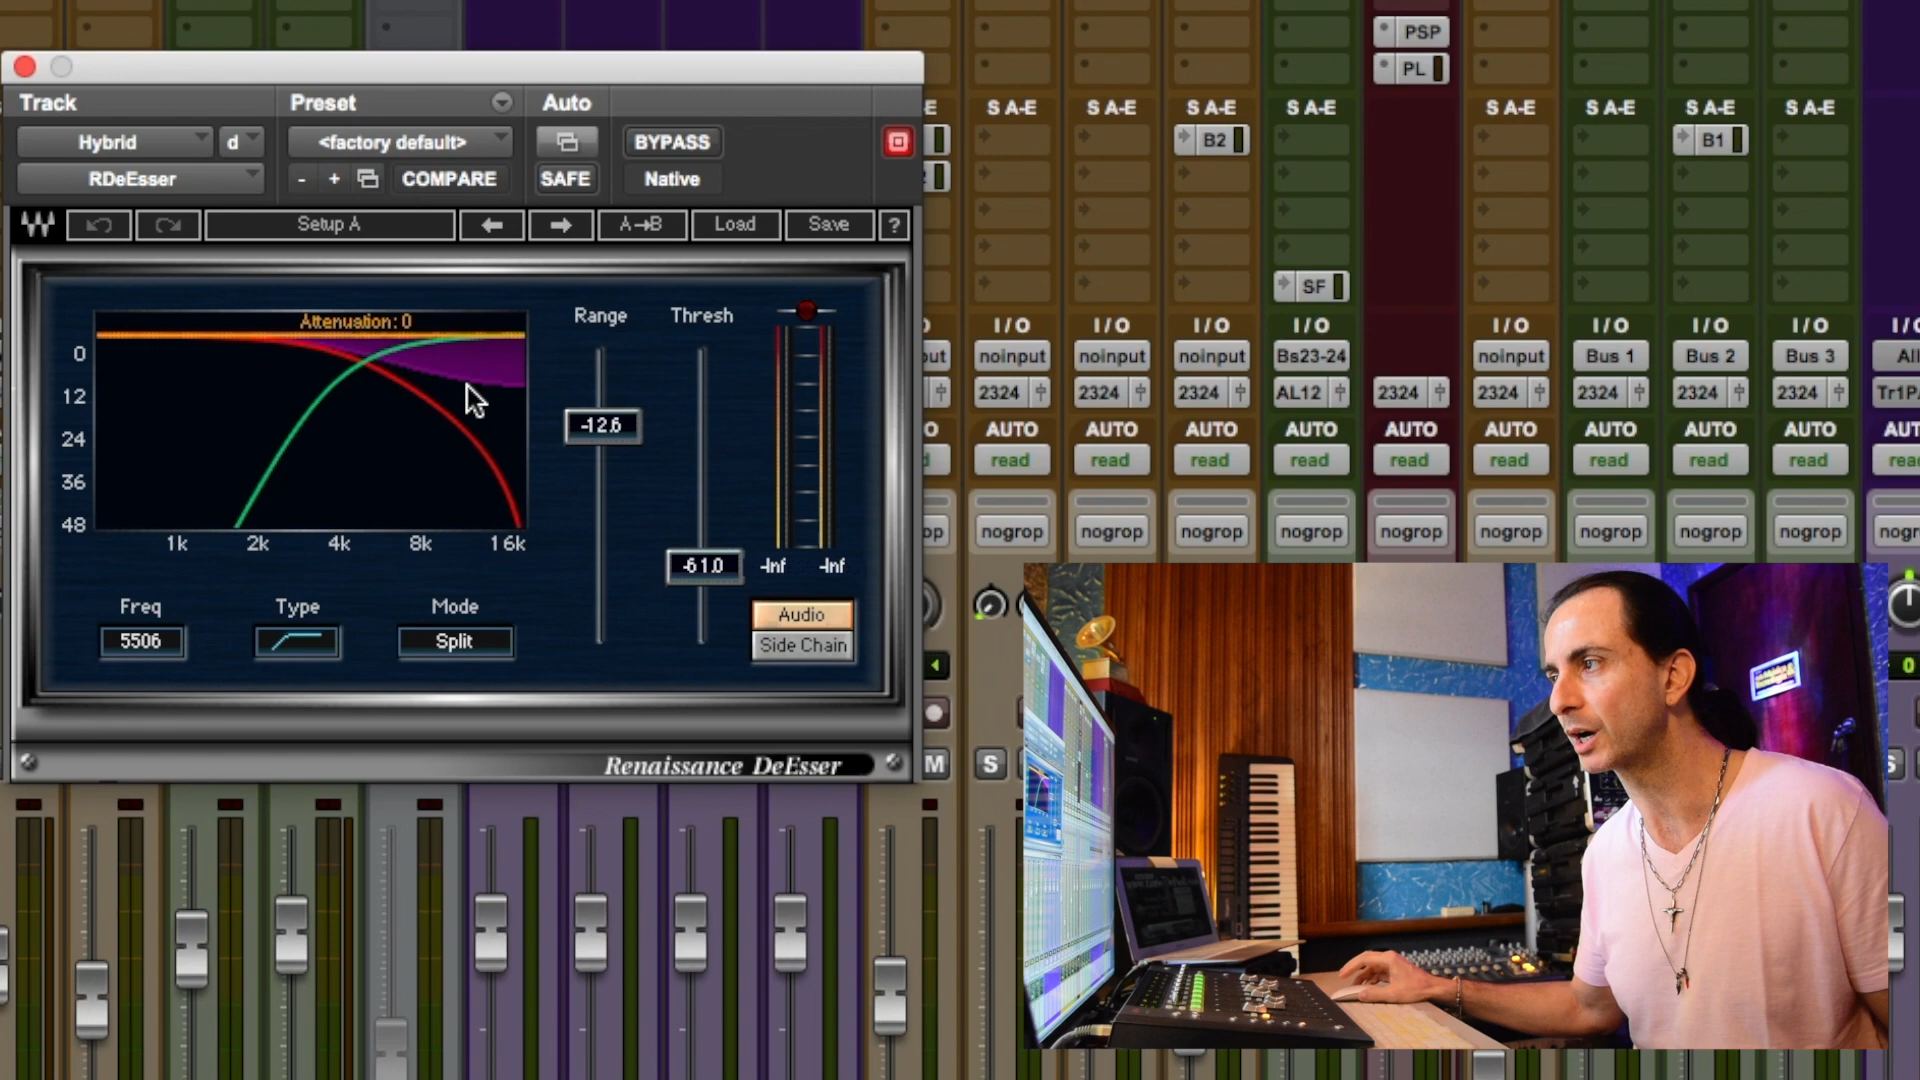 Track
Preset
Auto
Hybrid
d
<factory default>
BYPASS
RDeEsser
- +
COMPARE
SAFE
Native
Setup A
A→B
Load
Save
?
Attenuation: 0
0
12
24
36
48
1k 2k 4k 8k 16k
Range
Thresh
-12.6
-61.0
-Inf -Inf
Freq
Type
Mode
5506
Split
Audio
Side Chain
Renaissance DeEsser
PSP
PL
S A-E S A-E S A-E S A-E S A-E S A-E S A-E S A-E
B2
B1
SF
I/O I/O I/O I/O I/O I/O I/O I/O
noinput noinput noinput Bs23-24 noinput Bus 1 Bus 2 Bus 3
2324 2324 2324 AL12 2324 2324 2324 2324 2324
AUTO AUTO AUTO AUTO AUTO AUTO AUTO AUTO AUTO
read read read read read read read read read
nogrop nogrop nogrop nogrop nogrop nogrop nogrop nogrop nogrop
M
S
0